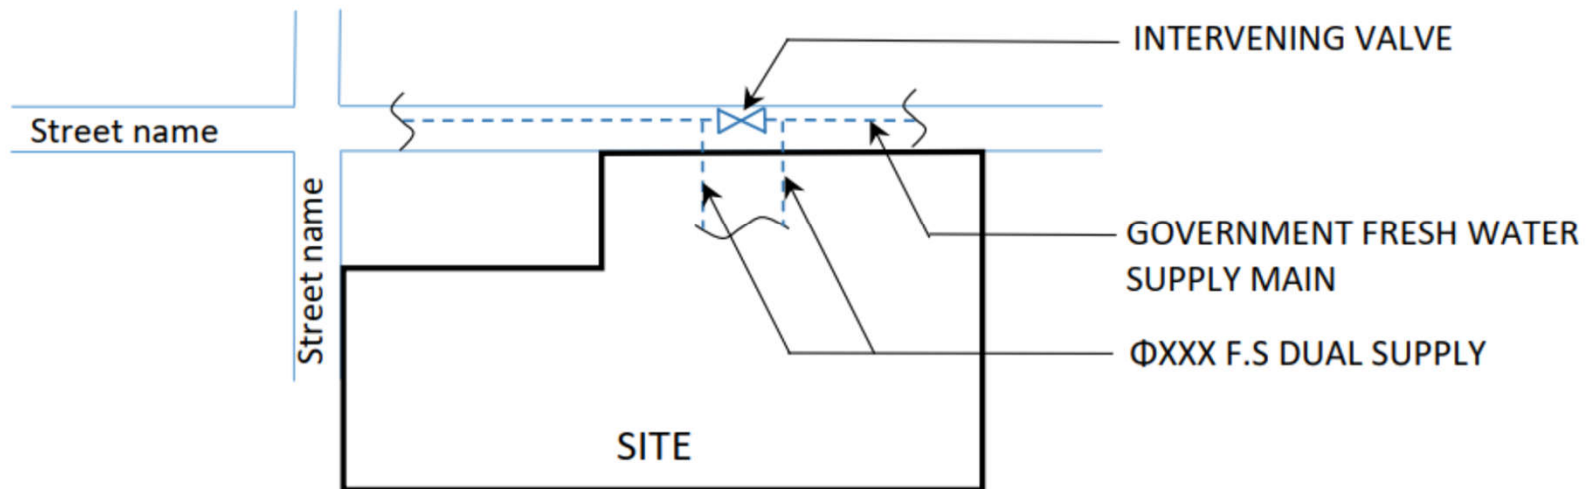 INTERVENING VALVE
Street name
Street name
GOVERNMENT FRESH WATER
SUPPLY MAIN
ΦXXX F.S DUAL SUPPLY
SITE